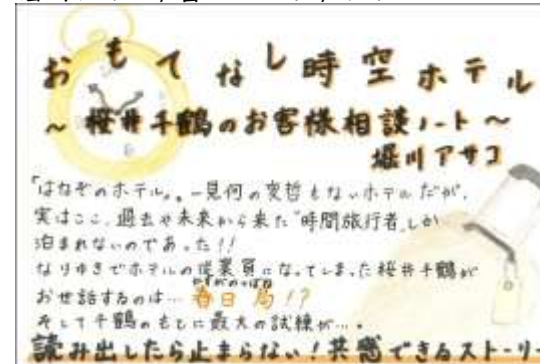 おもてなし時空ホテル
～桜井千鶴のお客様相談ノート～
堀川アサコ
「はなぞのホテル」。一見何の変哲もないホテルだが、
実はここ、過去や未来から来た"時間旅行者"しか
泊まれないのであった!!
なりゆきでホテルの従業員になってしまった桜井千鶴が
お世話するのは…春日局!?
そして千鶴のもとに最大の試練が…。
読み出したら止まらない!共感できるストーリー